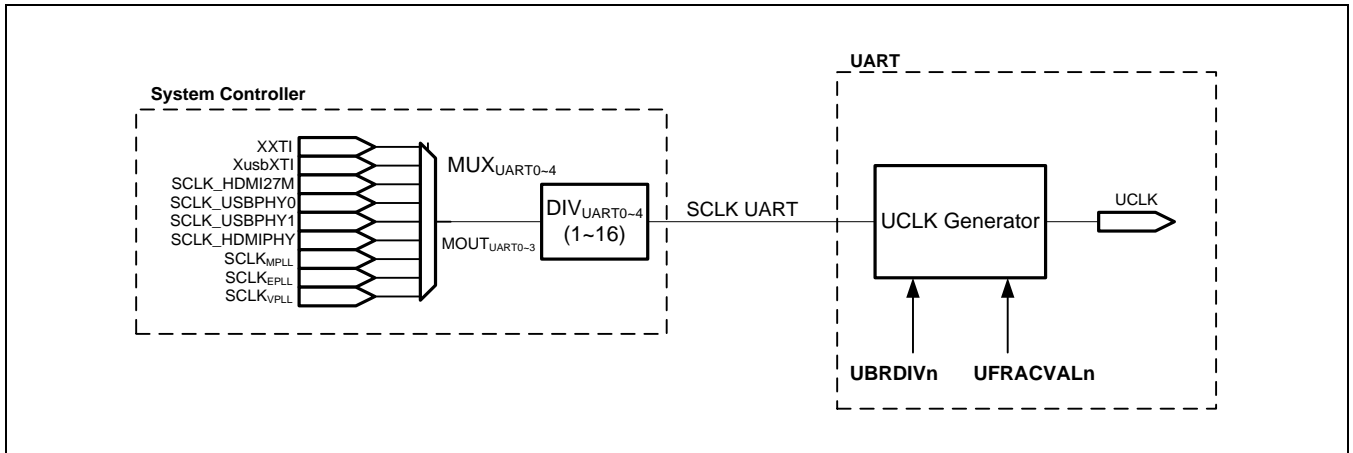 UART
System Controller
XXTI
XusbXTI
SCLK_HDMI27M
SCLK_USBPHY0
SCLK_USBPHY1
SCLK_HDMIPHY
SCLKMPLL
SCLKEPLL
SCLKVPLL
MUXUART0~4
MOUTUART0~3
DIVUART0~4
(1~16)
SCLK UART
UCLK Generator
UCLK
UBRDIVn
UFRACVALn